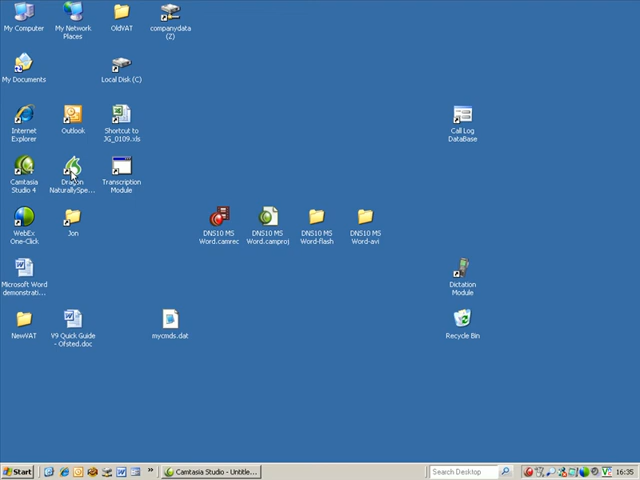 My Computer
My Network
Places
OldVAT
companydata
(Z)
My Documents
Local Disk (C)
Internet
Explorer
Outlook
Shortcut to
JG_0109.xls
Call Log
DataBase
Camtasia
Studio 4
Dragon
NaturallySpe...
Transcription
Module
WebEx
One-Click
Jon
DNS10 MS
Word.camrec
DNS10 MS
Word.camproj
DNS10 MS
Word-flash
DNS10 MS
Word-avi
Microsoft Word
demonstrati...
Dictation
Module
NewVAT
V9 Quick Guide
- Ofsted.doc
mycmds.dat
Recycle Bin
Start
Camtasia Studio - Untitle...
Search Desktop
16:35